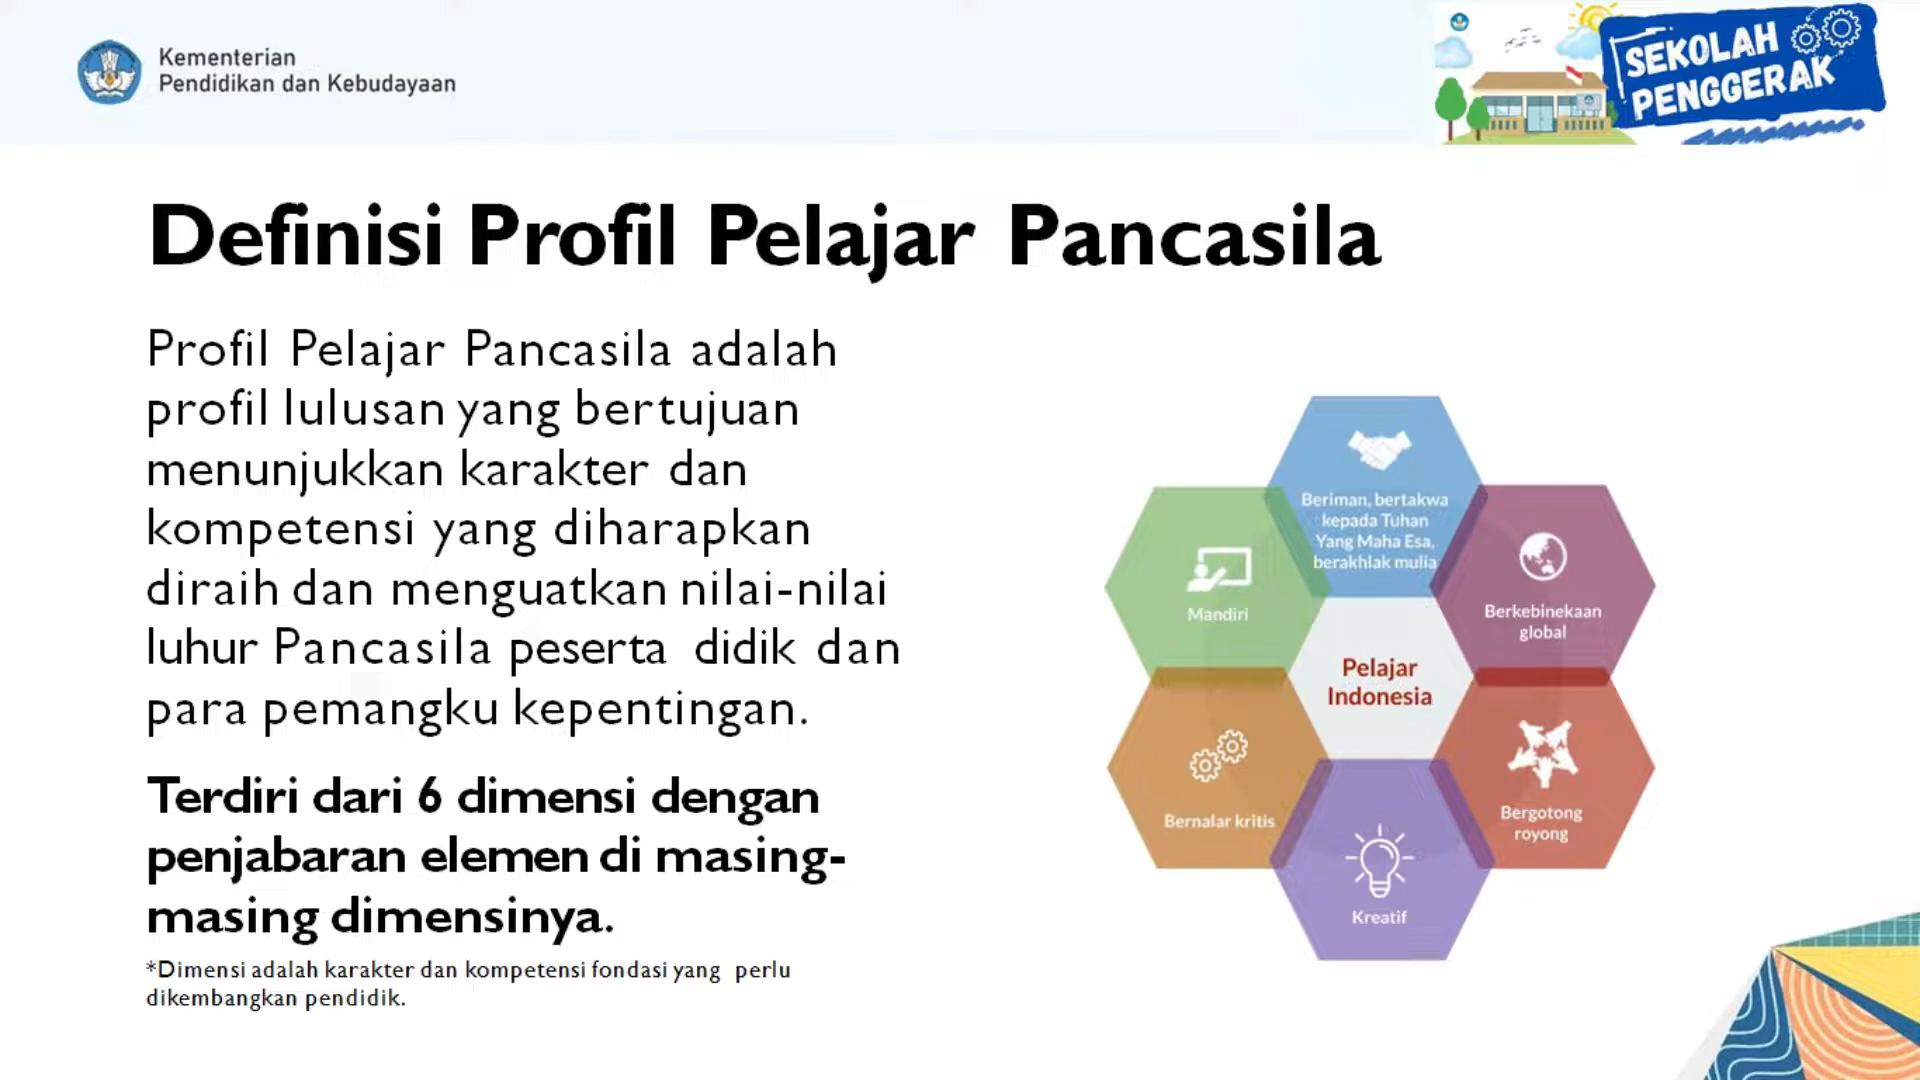 Kementerian
Pendidikan dan Kebudayaan
SEKOLAH
PENGGERAK
Definisi Profil Pelajar Pancasila
Profil Pelajar Pancasila adalah
profil lulusan yang bertujuan
menunjukkan karakter dan
kompetensi yang diharapkan
diraih dan menguatkan nilai-nilai
luhur Pancasila peserta didik dan
para pemangku kepentingan.
Terdiri dari 6 dimensi dengan
penjabaran elemen di masing-
masing dimensinya.
*Dimensi adalah karakter dan kompetensi fondasi yang perlu
dikembangkan pendidik.
Beriman, bertakwa
kepada Tuhan
Yang Maha Esa,
berakhlak mulia
Mandiri
Berkebinekaan
global
Pelajar
Indonesia
Bernalar kritis
Bergotong
royong
Kreatif